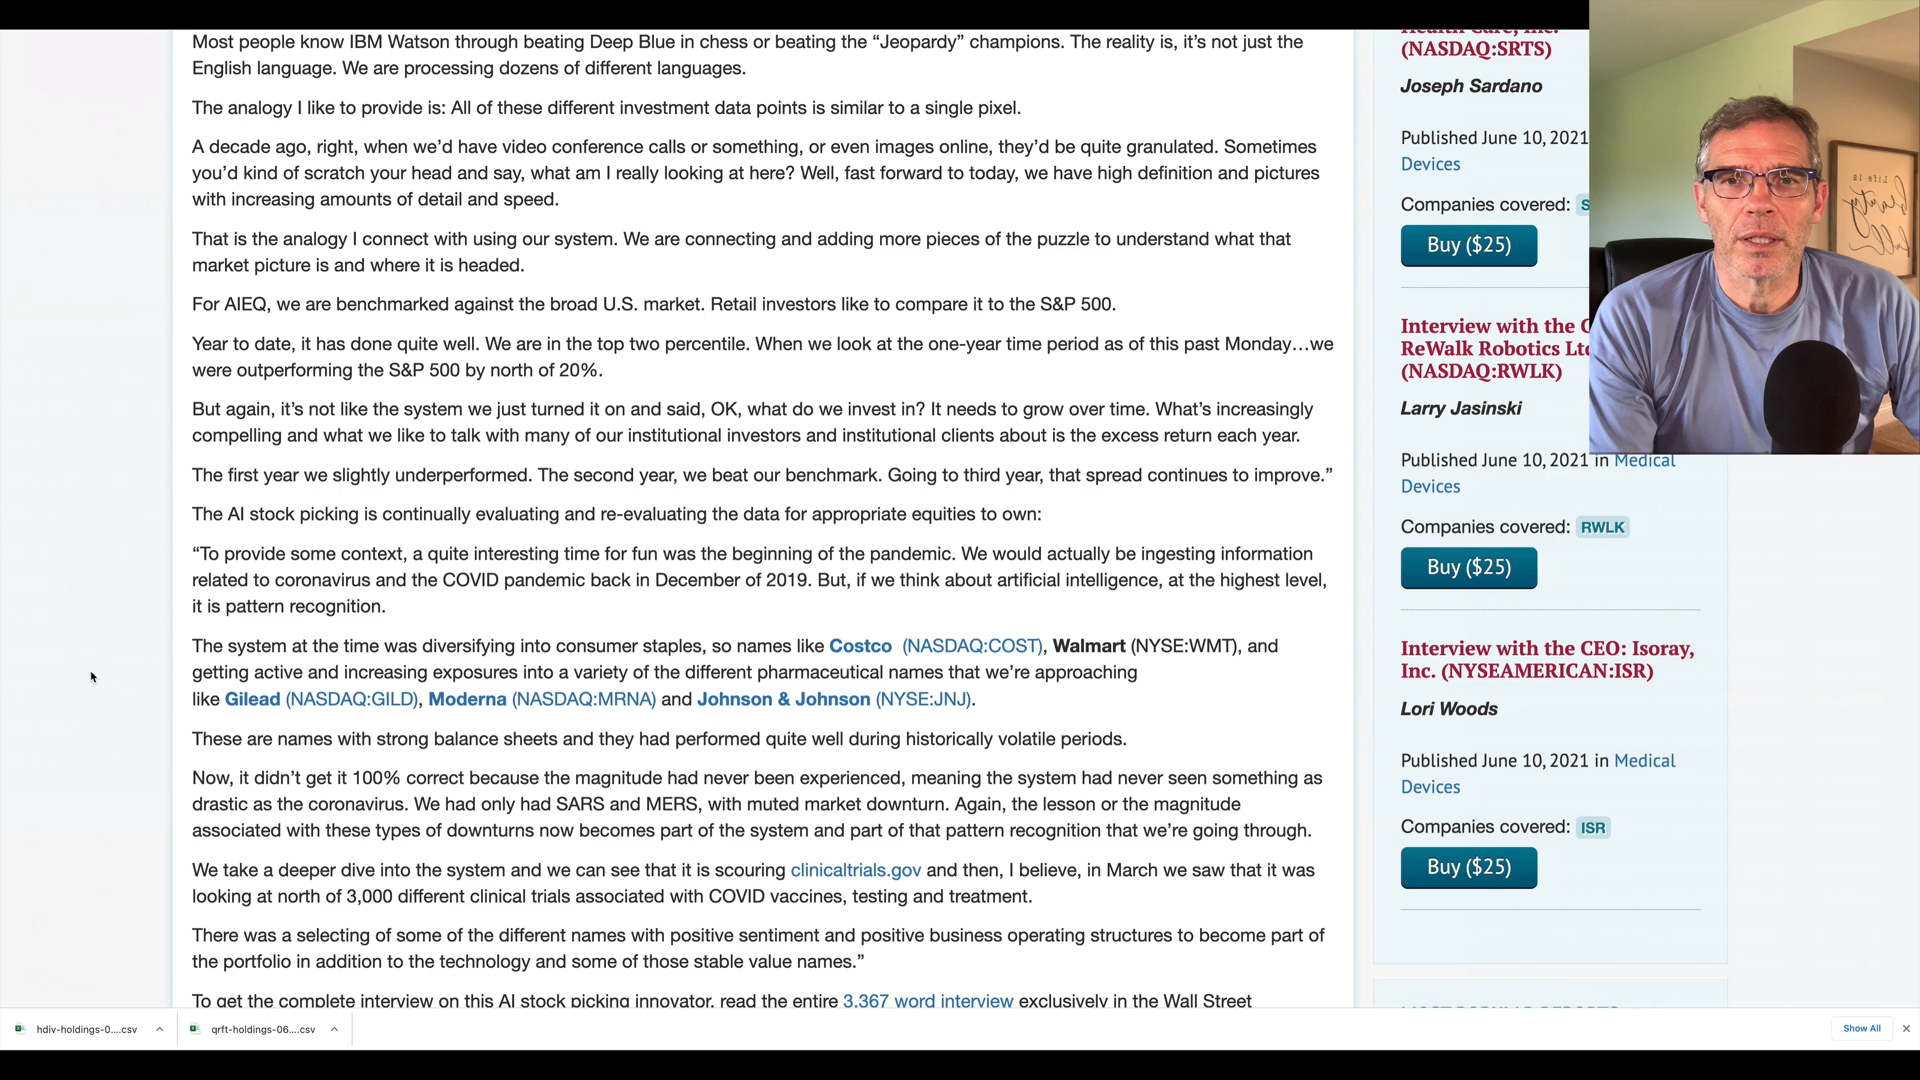 Most people know IBM Watson through beating Deep Blue in chess or beating the “Jeopardy” champions. The reality is, it’s not just the
English language. We are processing dozens of different languages.
The analogy I like to provide is: All of these different investment data points is similar to a single pixel.
A decade ago, right, when we’d have video conference calls or something, or even images online, they’d be quite granulated. Sometimes
you’d kind of scratch your head and say, what am I really looking at here? Well, fast forward to today, we have high definition and pictures
with increasing amounts of detail and speed.
That is the analogy I connect with using our system. We are connecting and adding more pieces of the puzzle to understand what that
market picture is and where it is headed.
For AIEQ, we are benchmarked against the broad U.S. market. Retail investors like to compare it to the S&P 500.
Year to date, it has done quite well. We are in the top two percentile. When we look at the one-year time period as of this past Monday…we
were outperforming the S&P 500 by north of 20%.
But again, it’s not like the system we just turned it on and said, OK, what do we invest in? It needs to grow over time. What’s increasingly
compelling and what we like to talk with many of our institutional investors and institutional clients about is the excess return each year.
The first year we slightly underperformed. The second year, we beat our benchmark. Going to third year, that spread continues to improve.”
The AI stock picking is continually evaluating and re-evaluating the data for appropriate equities to own:
“To provide some context, a quite interesting time for fun was the beginning of the pandemic. We would actually be ingesting information
related to coronavirus and the COVID pandemic back in December of 2019. But, if we think about artificial intelligence, at the highest level,
it is pattern recognition.
The system at the time was diversifying into consumer staples, so names like Costco (NASDAQ:COST), Walmart (NYSE:WMT), and
getting active and increasing exposures into a variety of the different pharmaceutical names that we’re approaching
like Gilead (NASDAQ:GILD), Moderna (NASDAQ:MRNA) and Johnson & Johnson (NYSE:JNJ).
These are names with strong balance sheets and they had performed quite well during historically volatile periods.
Now, it didn’t get it 100% correct because the magnitude had never been experienced, meaning the system had never seen something as
drastic as the coronavirus. We had only had SARS and MERS, with muted market downturn. Again, the lesson or the magnitude
associated with these types of downturns now becomes part of the system and part of that pattern recognition that we’re going through.
We take a deeper dive into the system and we can see that it is scouring clinicaltrials.gov and then, I believe, in March we saw that it was
looking at north of 3,000 different clinical trials associated with COVID vaccines, testing and treatment.
There was a selecting of some of the different names with positive sentiment and positive business operating structures to become part of
the portfolio in addition to the technology and some of those stable value names.”
To get the complete interview on this AI stock picking innovator, read the entire 3,367 word interview exclusively in the Wall Street
Health Care, Inc.
(NASDAQ:SRTS)
Joseph Sardano
Published June 10, 2021
Devices
Companies covered: S
Buy ($25)
Interview with the C
ReWalk Robotics Ltd
(NASDAQ:RWLK)
Larry Jasinski
Published June 10, 2021 in Medical
Devices
Companies covered: RWLK
Buy ($25)
Interview with the CEO: Isoray,
Inc. (NYSEAMERICAN:ISR)
Lori Woods
Published June 10, 2021 in Medical
Devices
Companies covered: ISR
Buy ($25)
hdiv-holdings-0....csv
qrft-holdings-06....csv
Show All